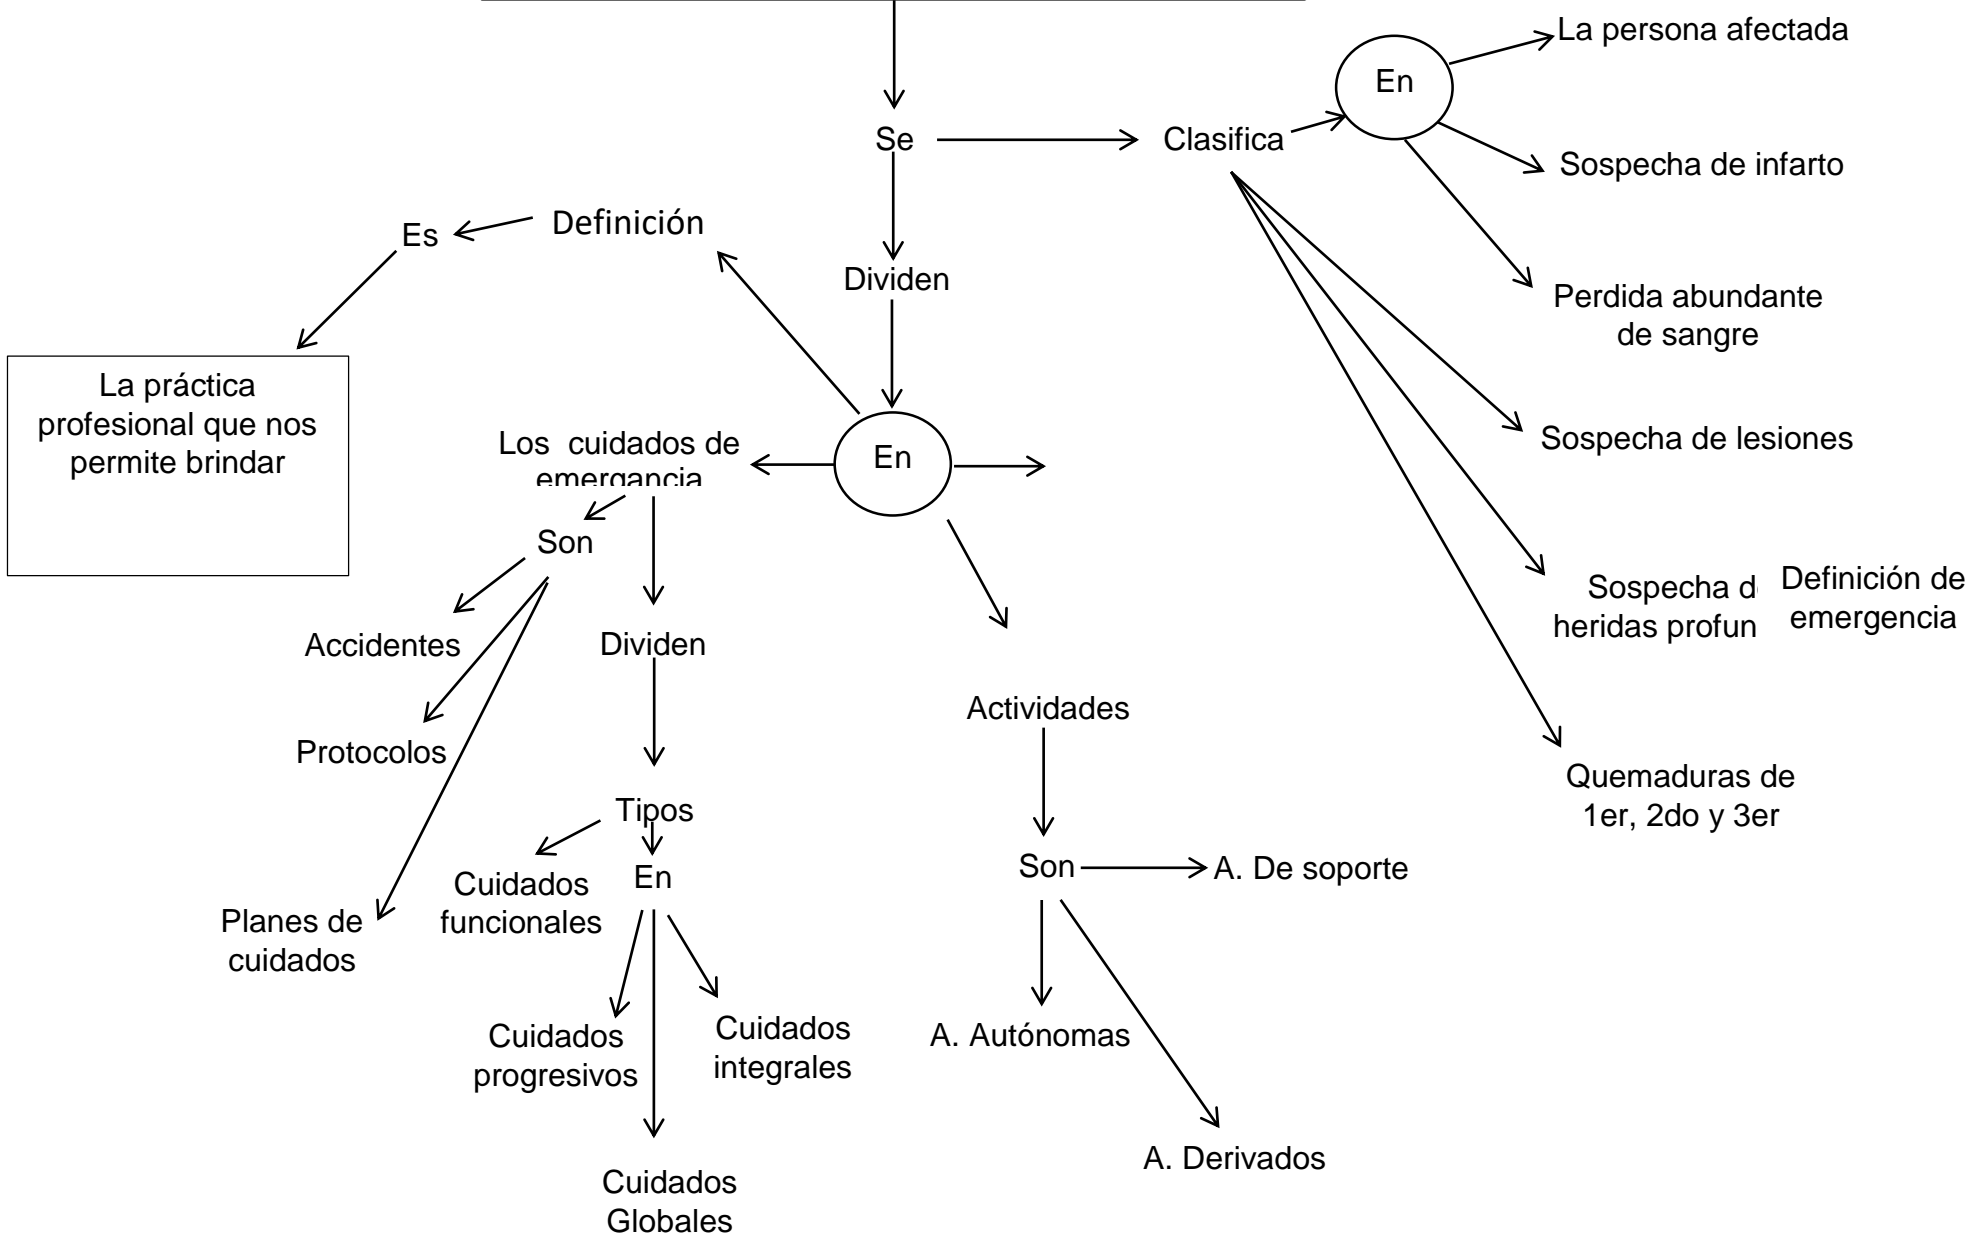 La persona afectada
En
Se
Clasifica
Sospecha de infarto
Es
Definición
Dividen
Perdida abundante
de sangre
La práctica
profesional que nos
permite brindar
Los cuidados de
emergancia
En
Sospecha de lesiones
Son
Sospecha d
heridas profun
Definición de
emergencia
Accidentes
Dividen
Protocolos
Actividades
Quemaduras de
1er, 2do y 3er
Tipos
Cuidados
funcionales
En
Son
A. De soporte
Planes de
cuidados
Cuidados
progresivos
Cuidados
integrales
A. Autónomas
A. Derivados
Cuidados
Globales